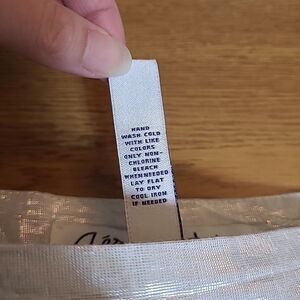 HAND
WASH COLD
WITH LIKE
COLORS
ONLY NON-
CHLORINE
BLEACH
WHEN NEEDED
LAY FLAT
TO DRY
COOL IRON
IF NEEDED